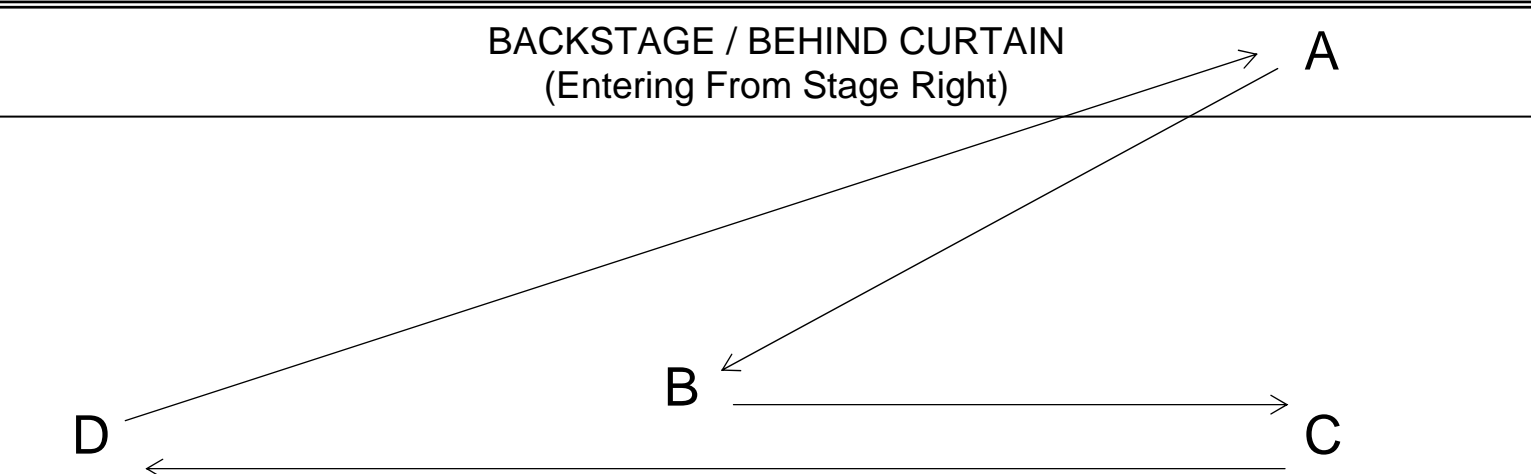 BACKSTAGE / BEHIND CURTAIN
(Entering From Stage Right)
A
B
D
C